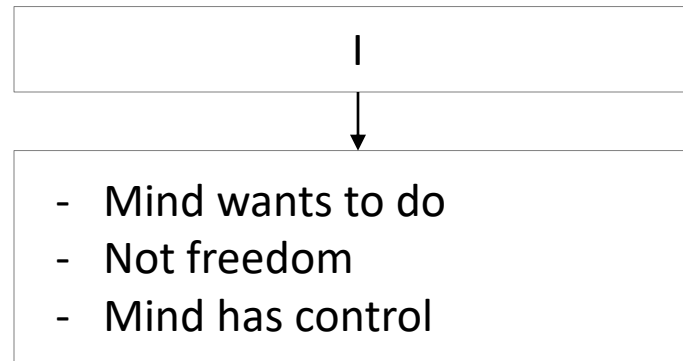 I
- Mind wants to do
- Not freedom
- Mind has control